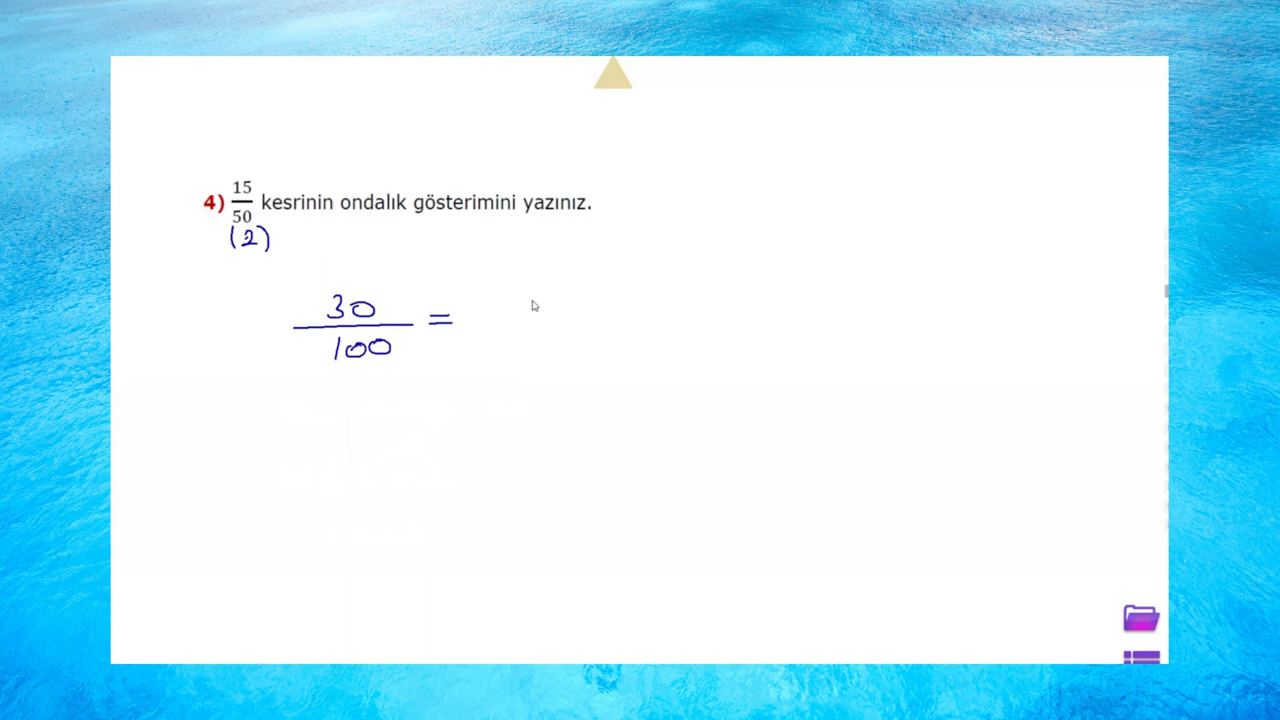 4) 15/50 kesrinin ondalık gösterimini yazınız.
(2)
30/100 =